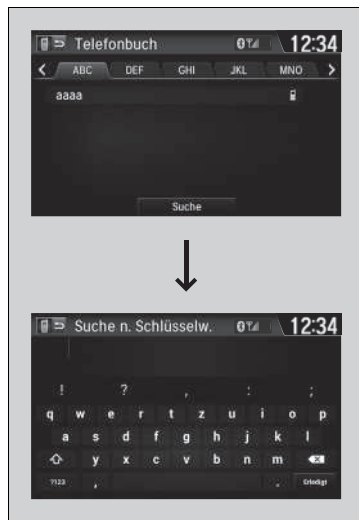 Telefonbuch 12:34
ABC DEF GHI JKL MNO
aaaa
Suche
Suche n. Schlüsselw. 12:34
! ? , : ;
q w e r t z u i o p
a s d f g h j k l
y x c v b n m
?123 , . Erledigt